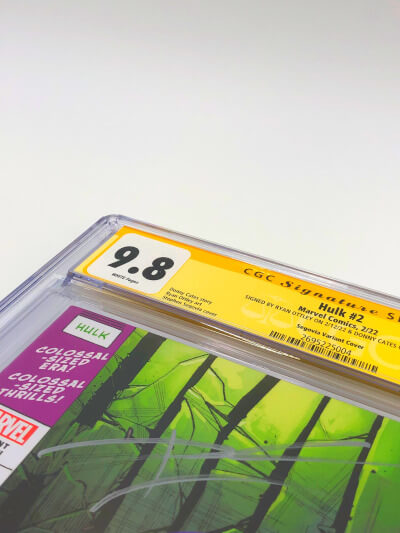 9.8
WHITE Pages
Donny Cates story
Ryan Ottley art
Stephen Segovia cover
CGC Signature S
SIGNED BY RYAN OTTLEY ON 2/12/22 & DONNY CATES
Hulk #2
Marvel Comics, 2/22
Segovia Variant Cover
2695225004
HULK
COLOSSAL
-SIZED
ERA!
COLOSSAL
-SIZED
THRILLS!
MARVEL